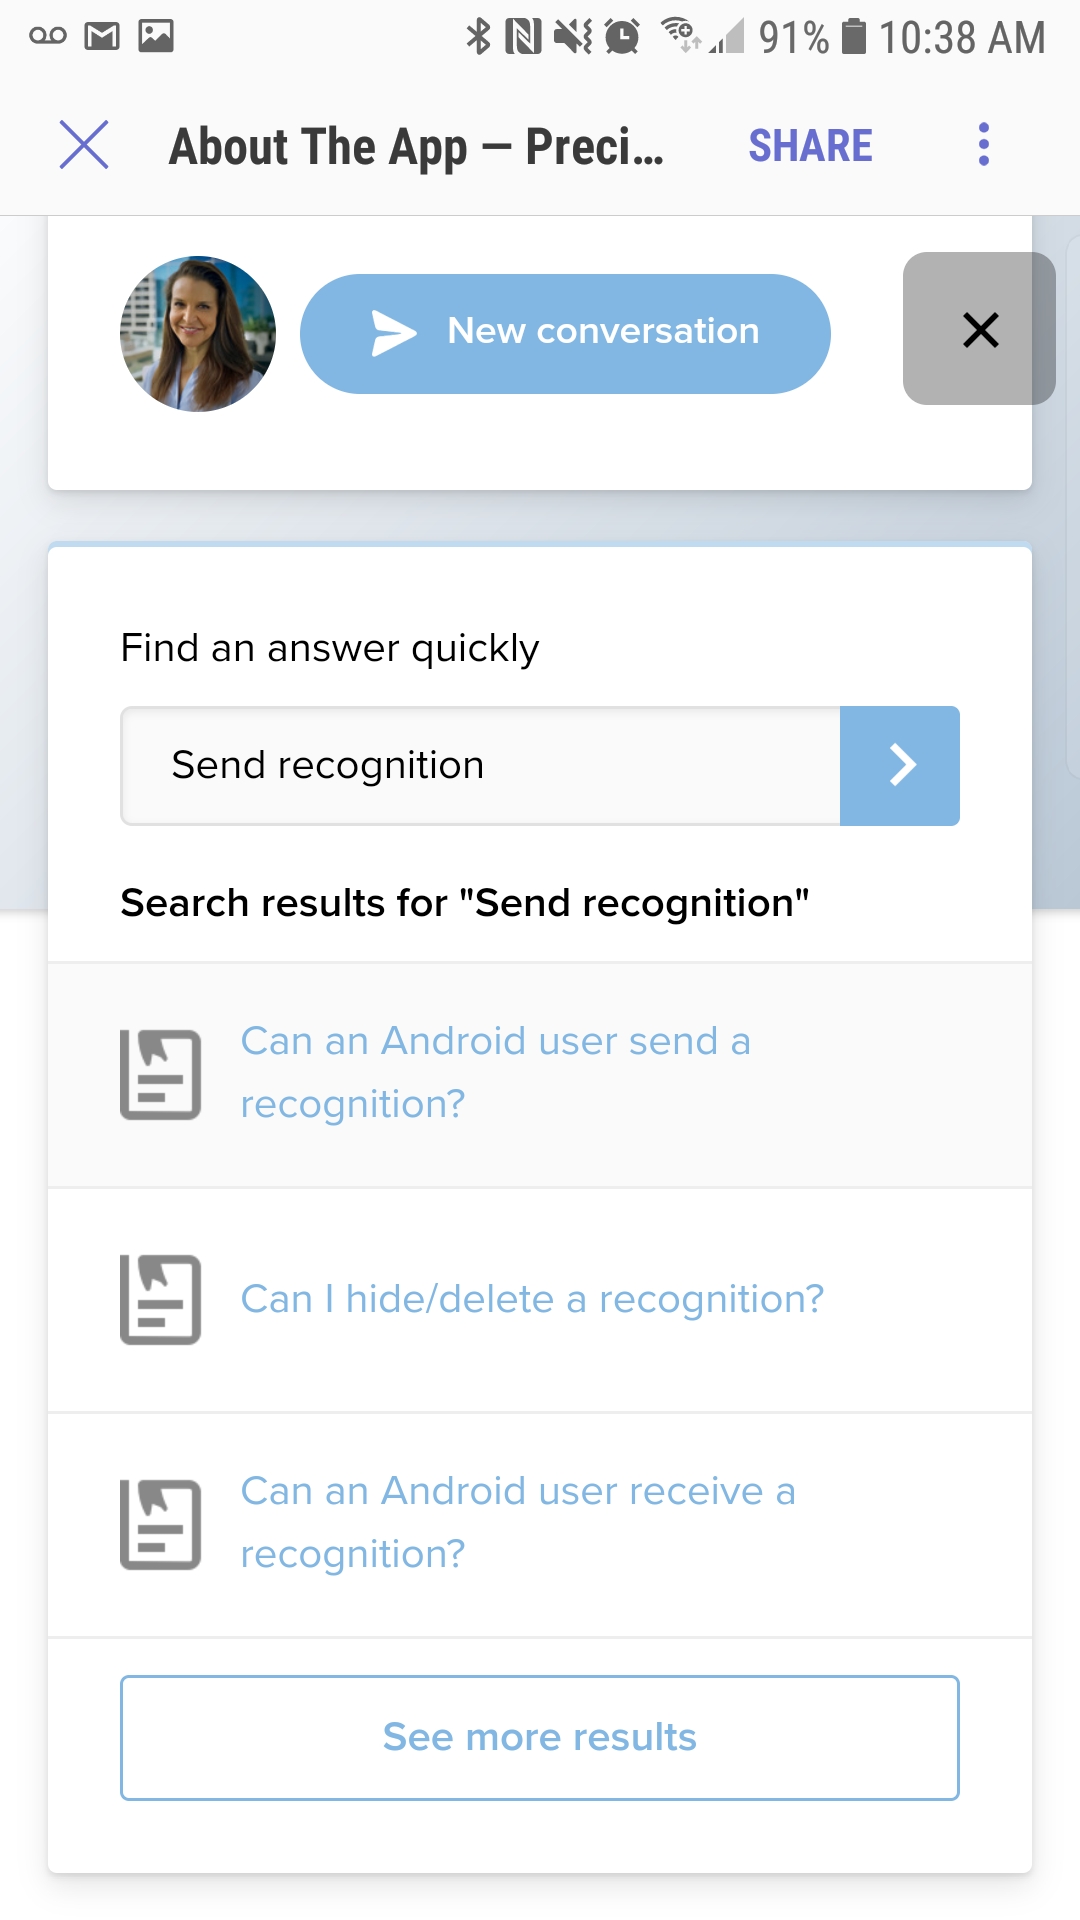 91% 10:38 AM
About The App – Preci... SHARE
New conversation
Find an answer quickly
Send recognition
Search results for "Send recognition"
Can an Android user send a
recognition?
Can I hide/delete a recognition?
Can an Android user receive a
recognition?
See more results